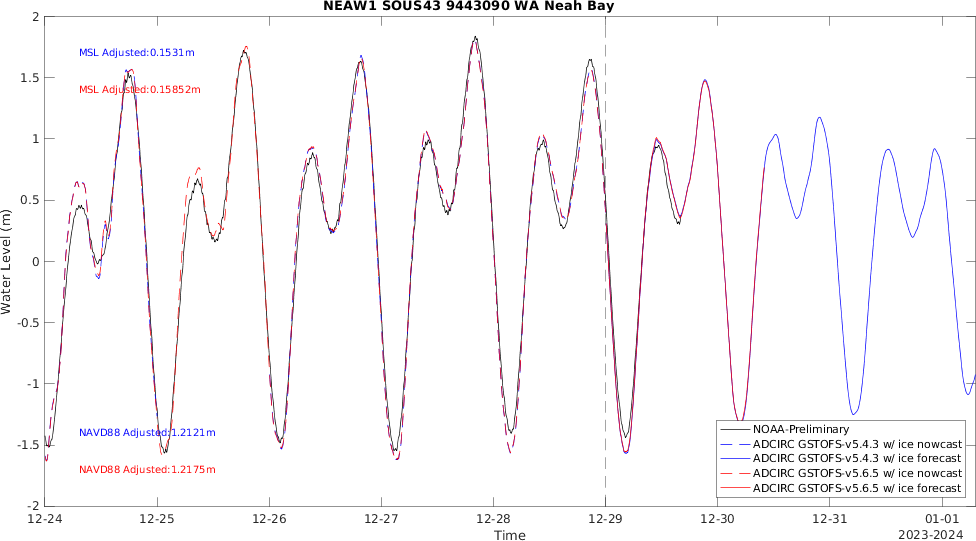 NEAW1 SOUS43 9443090 WA Neah Bay
2
1.5
1
0.5
0
-0.5
-1
-1.5
-2
Water Level (m)
MSL Adjusted:0.1531m
MSL Adjusted:0.15852m
NAVD88 Adjusted:1.2121m
NAVD88 Adjusted:1.2175m
NOAA-Preliminary
ADCIRC GSTOFS-v5.4.3 w/ ice nowcast
ADCIRC GSTOFS-v5.4.3 w/ ice forecast
ADCIRC GSTOFS-v5.6.5 w/ ice nowcast
ADCIRC GSTOFS-v5.6.5 w/ ice forecast
12-24 12-25 12-26 12-27 12-28 12-29 12-30 12-31 01-01
Time
2023-2024